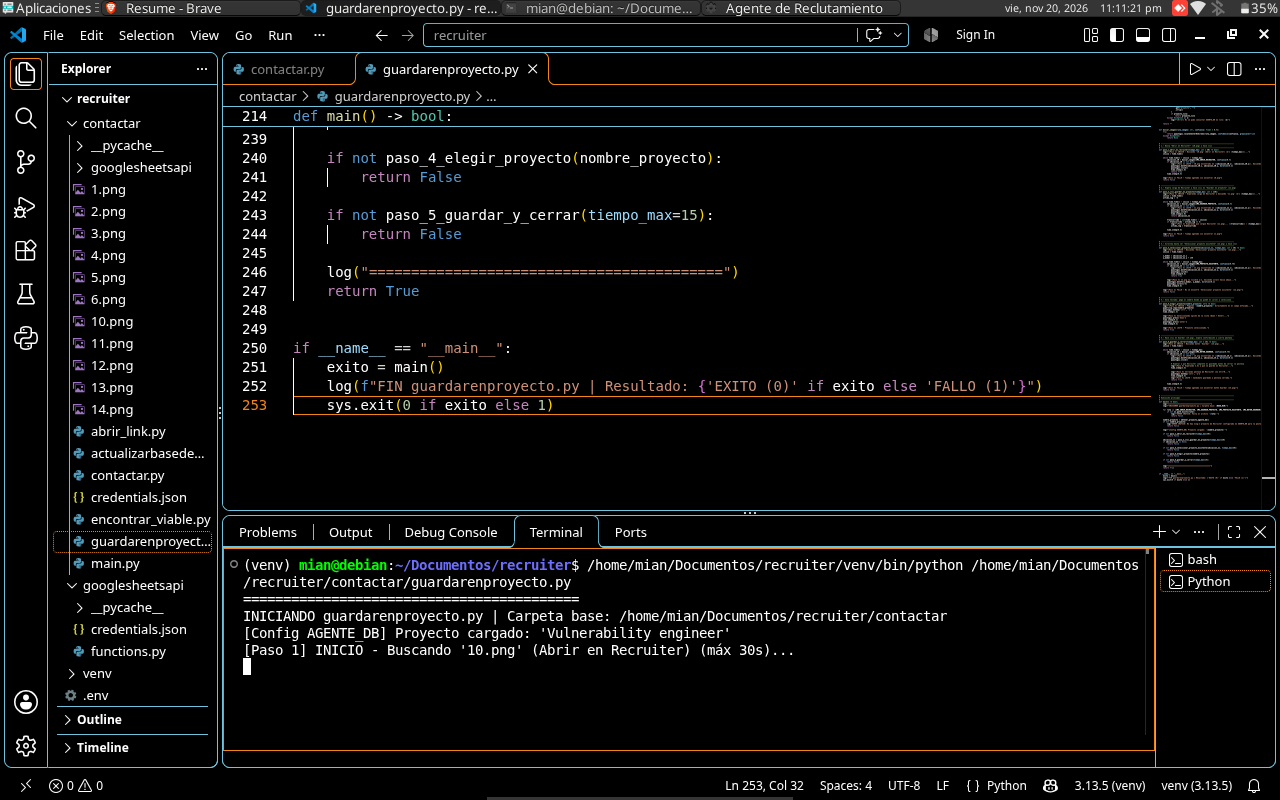 Aplicaciones
Resume - Brave
guardarenproyecto.py - re...
mian@debian: ~/Docume...
Agente de Reclutamiento
vie, nov 20, 2026
11:11:21 pm
35%
File Edit Selection View Go Run ···
recruiter
Sign In
Explorer
recruiter
contactar
__pycache__
googlesheetsapi
1.png
2.png
3.png
4.png
5.png
6.png
10.png
11.png
12.png
13.png
14.png
abrir_link.py
actualizarbasede...
contactar.py
credentials.json
encontrar_viable.py
guardarenproyect...
main.py
googlesheetsapi
__pycache__
credentials.json
functions.py
venv
.env
Outline
Timeline
contactar.py
guardarenproyecto.py
contactar > guardarenproyecto.py > ...
214 def main() -> bool:
239
240 if not paso_4_elegir_proyecto(nombre_proyecto):
241 return False
242
243 if not paso_5_guardar_y_cerrar(tiempo_max=15):
244 return False
245
246 log("==========================================")
247 return True
248
249
250 if __name__ == "__main__":
251 exito = main()
252 log(f"FIN guardarenproyecto.py | Resultado: {'EXITO (0)' if exito else 'FALLO (1)'}")
253 sys.exit(0 if exito else 1)
Problems Output Debug Console Terminal Ports
(venv) mian@debian:~/Documentos/recruiter$ /home/mian/Documentos/recruiter/venv/bin/python /home/mian/Documentos
/recruiter/contactar/guardarenproyecto.py
==========================================
INICIANDO guardarenproyecto.py | Carpeta base: /home/mian/Documentos/recruiter/contactar
[Config AGENTE_DB] Proyecto cargado: 'Vulnerability engineer'
[Paso 1] INICIO - Buscando '10.png' (Abrir en Recruiter) (máx 30s)...
bash
Python
0 0
Ln 253, Col 32
Spaces: 4
UTF-8
LF
{ } Python
3.13.5 (venv)
venv (3.13.5)